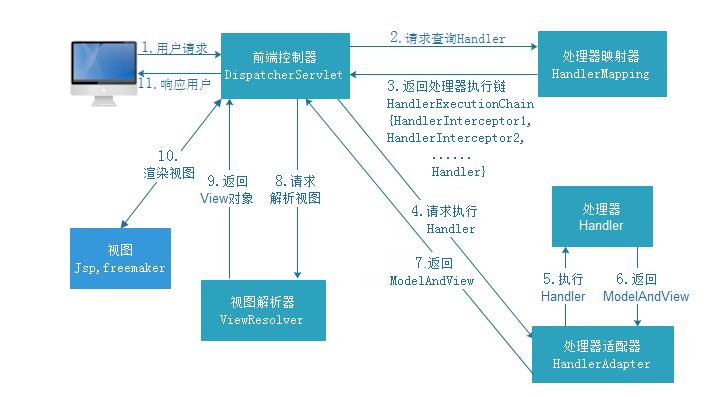 1.用户请求
11.响应用户
前端控制器
DispatcherServlet
2.请求查询Handler
处理器映射器
HandlerMapping
3.返回处理器执行链
HandlerExecutionChain
{HandlerInterceptor1,
HandlerInterceptor2,
......
Handler}
10.
渲染视图
9.返回
View对象
8.请求
解析视图
4.请求执行
Handler
7.返回
ModelAndView
处理器
Handler
5.执行
Handler
6.返回
ModelAndView
视图
Jsp,freemaker
视图解析器
ViewResolver
处理器适配器
HandlerAdapter